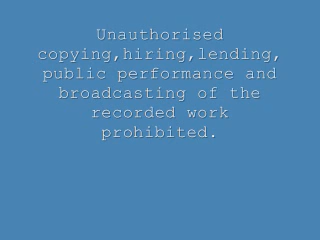 Unauthorised
copying,hiring,lending,
public performance and
broadcasting of the
recorded work
prohibited.